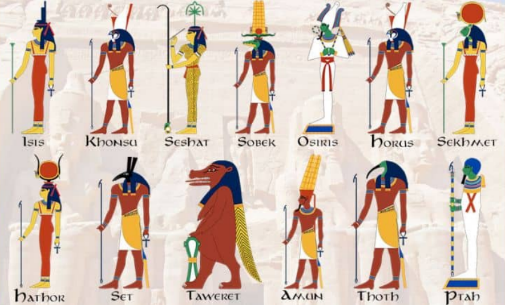 Isis Khonsu Seshat Sobek Osiris Horus Sekhmet
Hathor Set Taweret Amun Thoth Ptah